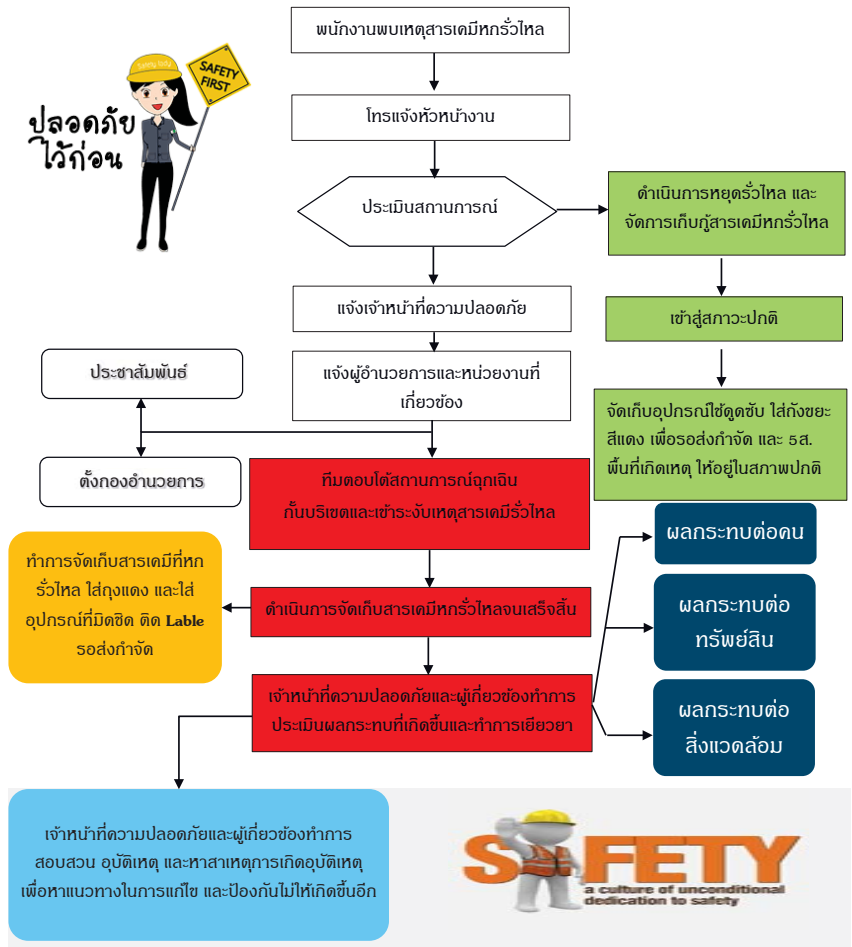 พนักงานพบเหตุสารเคมีหกรั่วไหล
Safety first
SAFETY
FIRST
ปลอดภัย
ไว้ก่อน
โทรแจ้งหัวหน้างาน
ประเมินสถานการณ์
ดำเนินการหยุดรั่วไหล และ
จัดการเก็บกู้สารเคมีหกรั่วไหล
แจ้งเจ้าหน้าที่ความปลอดภัย
เข้าสู่สภาวะปกติ
ประชาสัมพันธ์
แจ้งผู้อำนวยการและหน่วยงานที่
เกี่ยวข้อง
จัดเก็บอุปกรณ์ใช้ดูดซับ ใส่ถังขยะ
สีแดง เพื่อรอส่งกำจัด และ 5ส.
พื้นที่เกิดเหตุ ให้อยู่ในสภาพปกติ
ตั้งกองอำนวยการ
ทีมตอบโต้สถานการณ์ฉุกเฉิน
กั้นบริเขตและเข้าระงับเหตุสารเคมีรั่วไหล
ผลกระทบต่อคน
ทำการจัดเก็บสารเคมีที่หก
รั่วไหล ใส่ถุงแดง และใส่
อุปกรณ์ที่มิดชิด ติด Lable
รอส่งกำจัด
ดำเนินการจัดเก็บสารเคมีหกรั่วไหลจนเสร็จสิ้น
ผลกระทบต่อ
ทรัพย์สิน
เจ้าหน้าที่ความปลอดภัยและผู้เกี่ยวข้องทำการ
ประเมินผลกระทบที่เกิดขึ้นและทำการเยียวยา
ผลกระทบต่อ
สิ่งแวดล้อม
เจ้าหน้าที่ความปลอดภัยและผู้เกี่ยวข้องทำการ
สอบสวน อุบัติเหตุ และหาสาเหตุการเกิดอุบัติเหตุ
เพื่อหาแนวทางในการแก้ไข และป้องกันไม่ให้เกิดขึ้นอีก
SAFETY
a culture of unconditional
dedication to safety